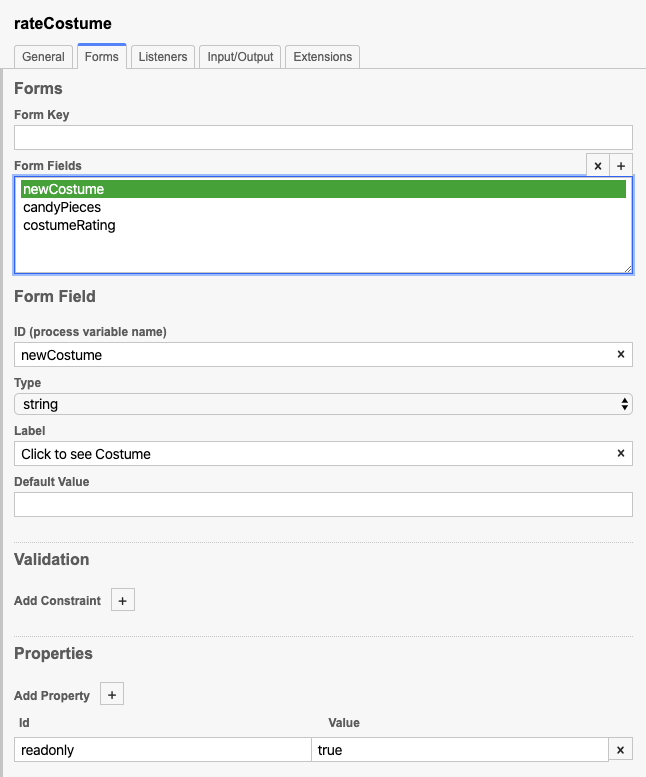 rateCostume
General Forms Listeners Input/Output Extensions
Forms
Form Key
Form Fields × +
newCostume
candyPieces
costumeRating
Form Field
ID (process variable name)
newCostume ×
Type
string
Label
Click to see Costume ×
Default Value
Validation
Add Constraint +
Properties
Add Property +
Id Value
readonly true ×